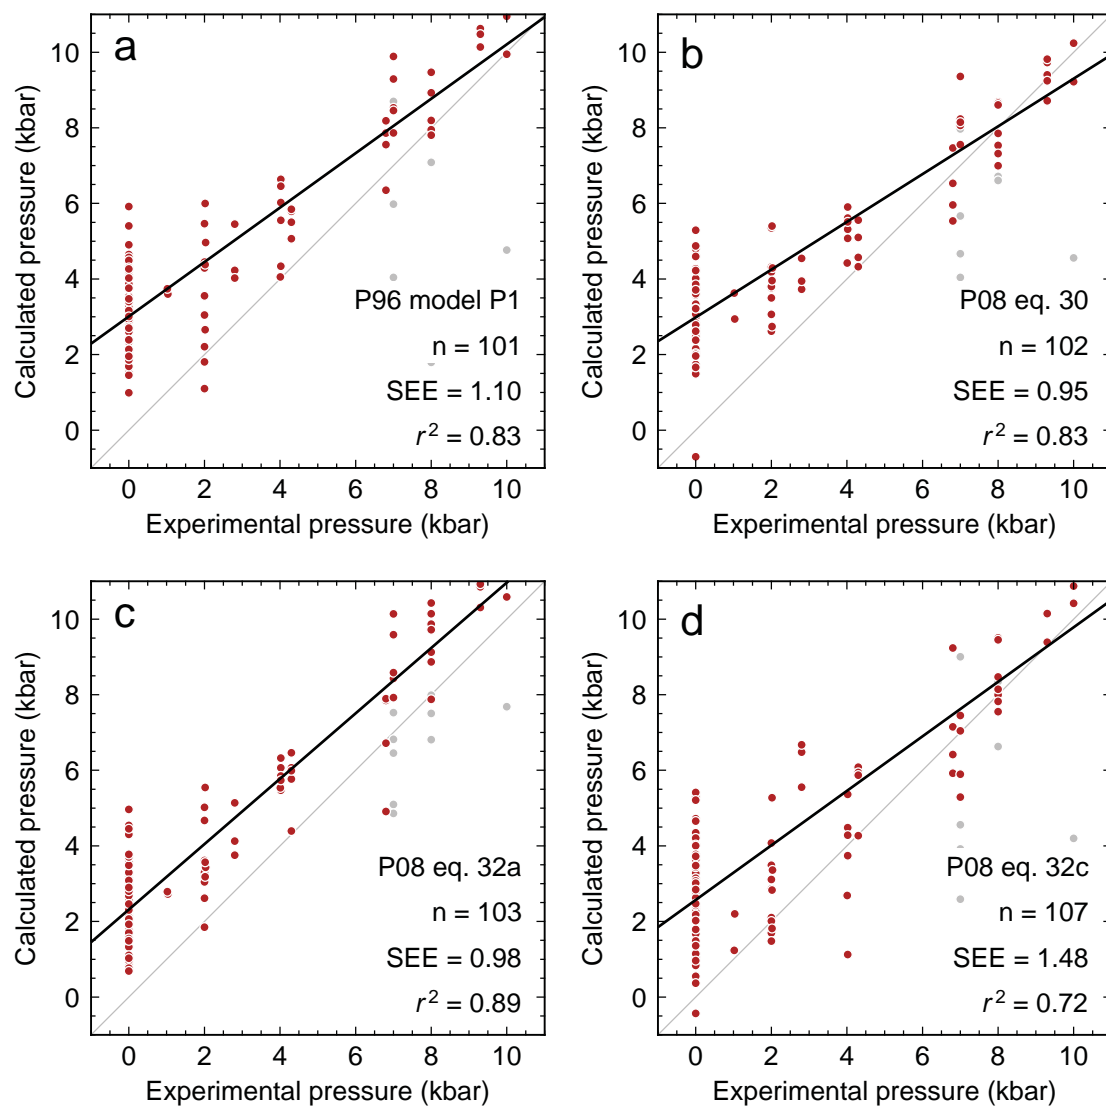 a
Calculated pressure (kbar)
10
8
6
4
2
0
P96 model P1
n = 101
SEE = 1.10
r² = 0.83
0 2 4 6 8 10
Experimental pressure (kbar)
b
Calculated pressure (kbar)
10
8
6
4
2
0
P08 eq. 30
n = 102
SEE = 0.95
r² = 0.83
0 2 4 6 8 10
Experimental pressure (kbar)
c
Calculated pressure (kbar)
10
8
6
4
2
0
P08 eq. 32a
n = 103
SEE = 0.98
r² = 0.89
0 2 4 6 8 10
Experimental pressure (kbar)
d
Calculated pressure (kbar)
10
8
6
4
2
0
P08 eq. 32c
n = 107
SEE = 1.48
r² = 0.72
0 2 4 6 8 10
Experimental pressure (kbar)